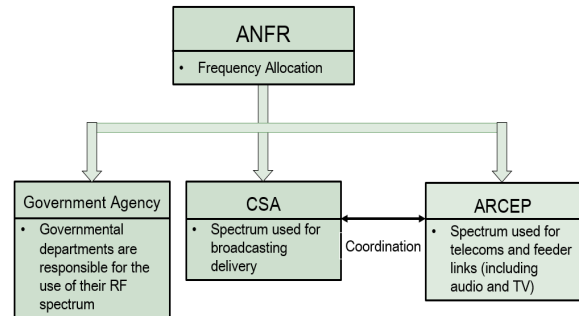 ANFR
• Frequency Allocation
Government Agency
• Governmental
departments are
responsible for the
use of their RF
spectrum
CSA
• Spectrum used for
broadcasting
delivery
Coordination
ARCEP
• Spectrum used for
telecoms and feeder
links (including
audio and TV)